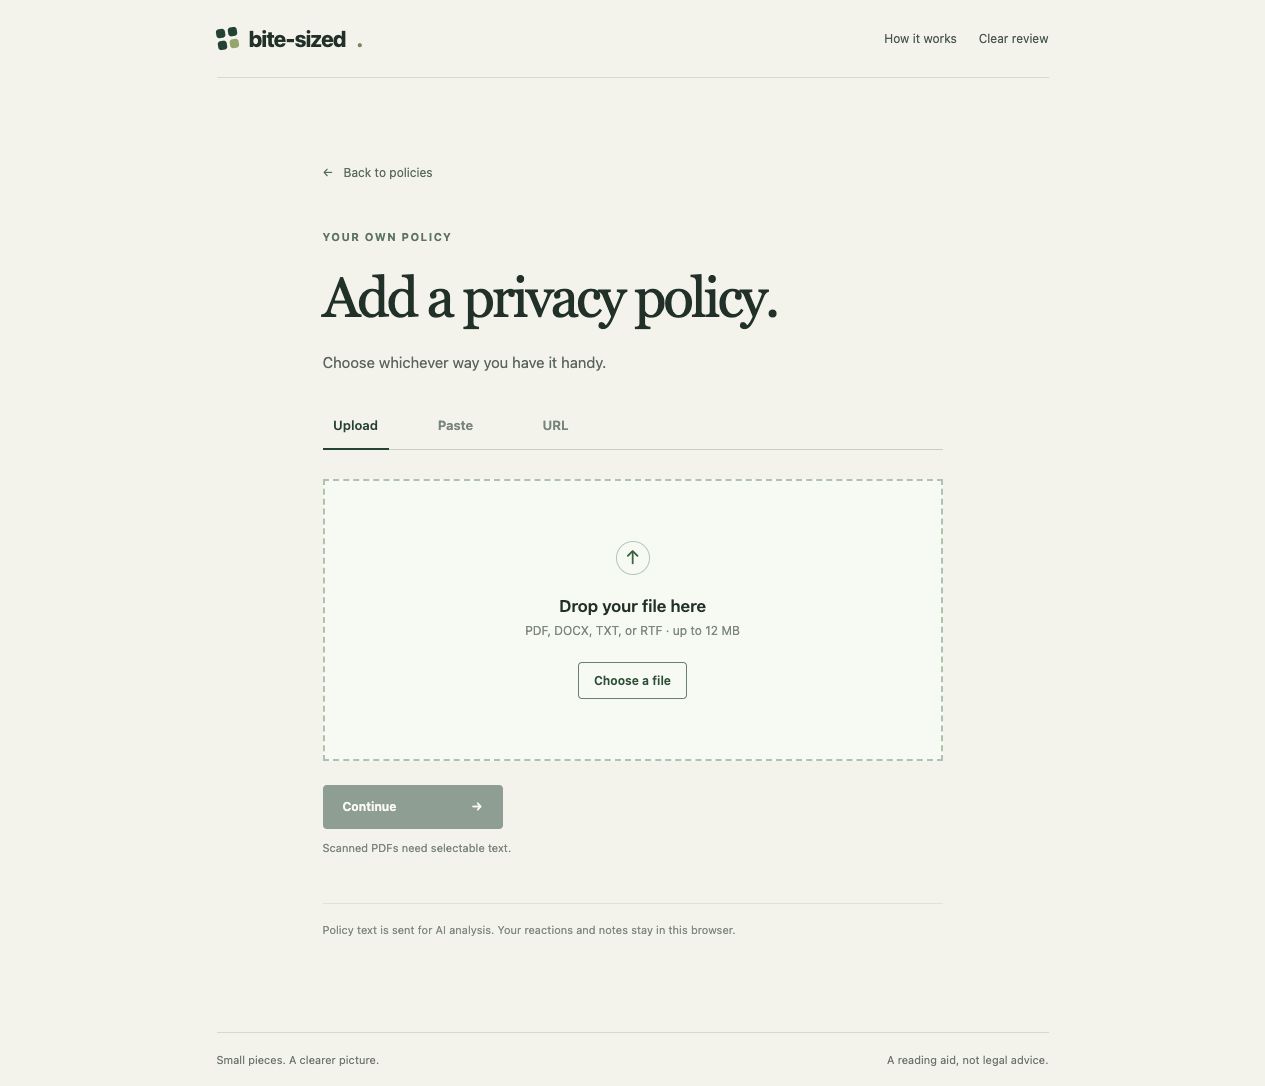 bite-sized .
How it works
Clear review
← Back to policies
YOUR OWN POLICY
Add a privacy policy.
Choose whichever way you have it handy.
Upload
Paste
URL
Drop your file here
PDF, DOCX, TXT, or RTF · up to 12 MB
Choose a file
Continue →
Scanned PDFs need selectable text.
Policy text is sent for AI analysis. Your reactions and notes stay in this browser.
Small pieces. A clearer picture.
A reading aid, not legal advice.